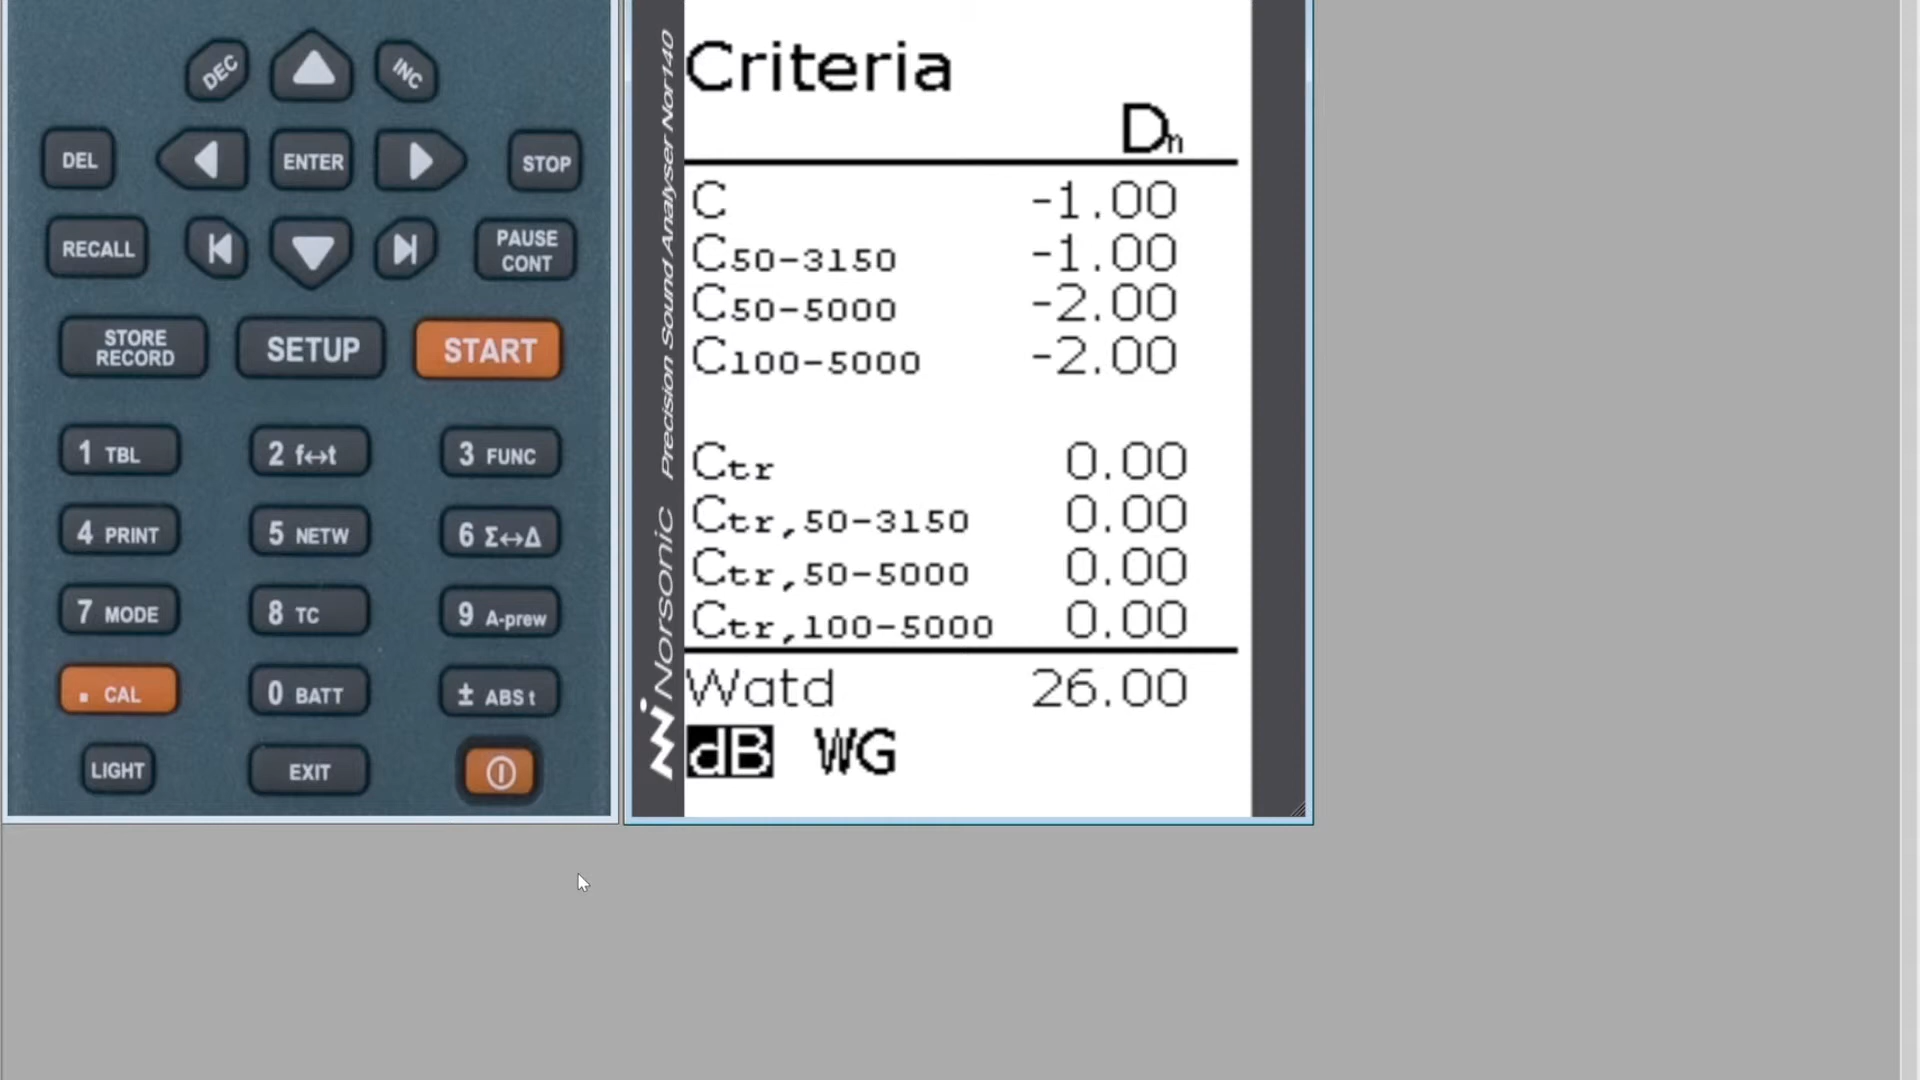 DEC
INC
DEL
ENTER
STOP
RECALL
PAUSE
CONT
STORE
RECORD
SETUP
START
1 TBL
2 f↔t
3 FUNC
4 PRINT
5 NETW
6 Σ↔Δ
7 MODE
8 TC
9 A-prew
. CAL
0 BATT
± ABS t
LIGHT
EXIT
Norsonic Precision Sound Analyser Nor140
Criteria
Dn
C -1.00
C50-3150 -1.00
C50-5000 -2.00
C100-5000 -2.00
Ctr 0.00
Ctr,50-3150 0.00
Ctr,50-5000 0.00
Ctr,100-5000 0.00
Watd 26.00
dB WG